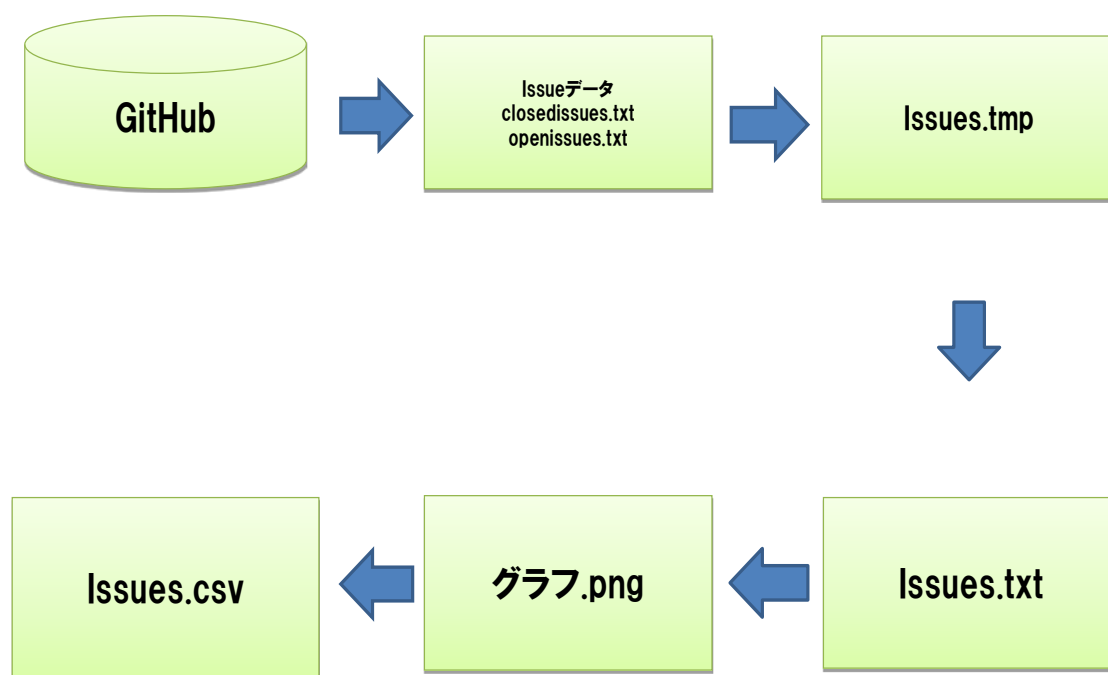 GitHub
Issueデータ
closedissues.txt
openissues.txt
Issues.tmp
Issues.csv
グラフ.png
Issues.txt